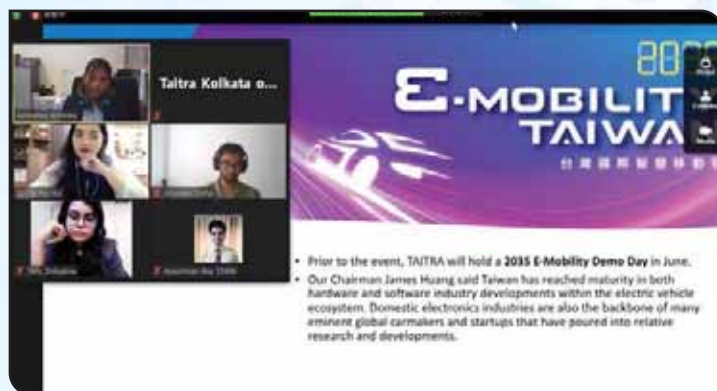 Taitra Kolkata o...
E-MOBILIT
TAIWA
• Prior to the event, TAITRA will hold a 2035 E-Mobility Demo Day in June.
• Our Chairman James Huang said Taiwan has reached maturity in both
hardware and software industry developments within the electric vehicle
ecosystem. Domestic electronics industries are also the backbone of many
eminent global carmakers and startups that have poured into relative
research and developments.